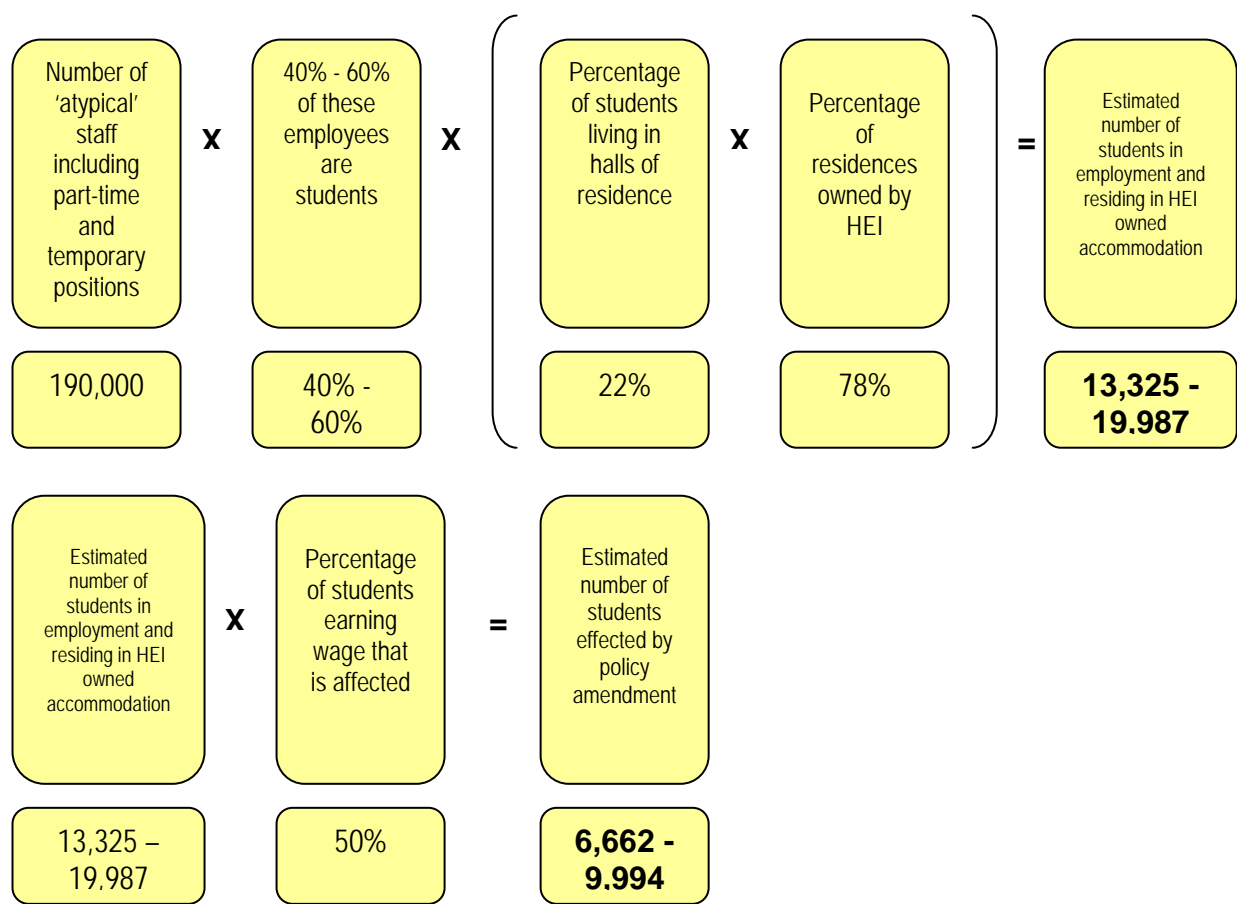 Number of
'atypical'
staff
including
part-time
and
temporary
positions
X
40% - 60%
of these
employees
are
students
X
Percentage
of students
living in
halls of
residence
X
Percentage
of
residences
owned by
HEI
=
Estimated
number of
students in
employment and
residing in HEI
owned
accommodation
190,000
40% -
60%
22%
78%
13,325 -
19,987
Estimated
number of
students in
employment and
residing in HEI
owned
accommodation
X
Percentage
of students
earning
wage that
is affected
=
Estimated
number of
students
effected by
policy
amendment
13,325 –
19,987
50%
6,662 -
9,994